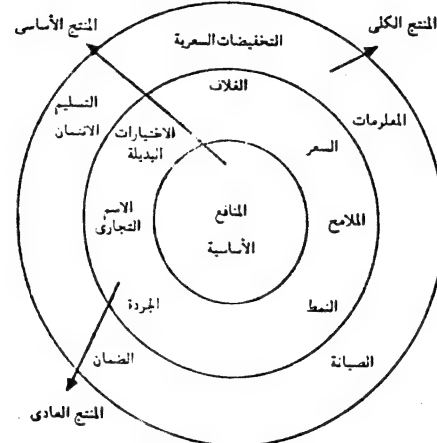 المنتج الأساسى
المنتج الكلى
التخفيضات السعرية
الغلاف
التسليم
الائتمان
المعلومات
الاختيارات
البديلة
السعر
الاسم
التجارى
المنافع
الأساسية
الملامح
الجودة
النمط
الضمان
الصيانة
المنتج العادى